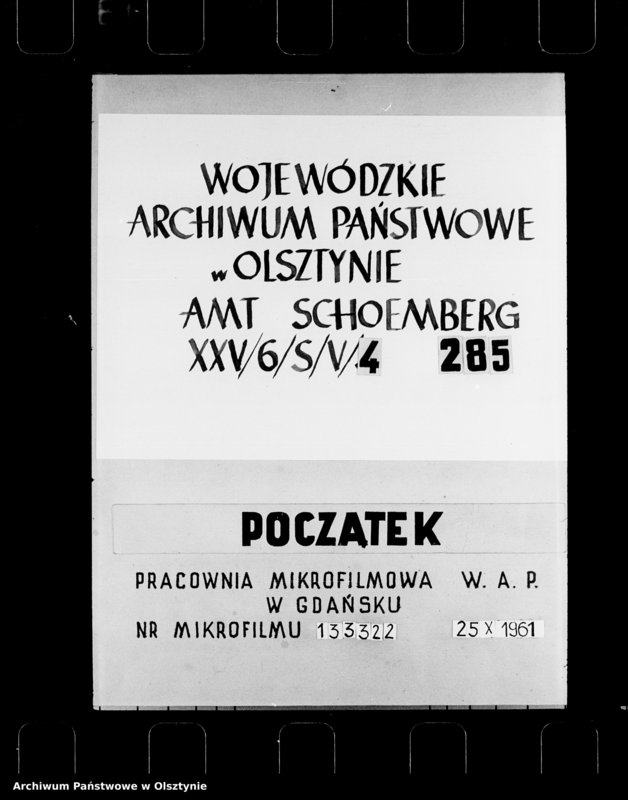 WOJEWÓDZKIE
ARCHIWUM PAŃSTWOWE
w OLSZTYNIE
AMT SCHOEMBERG
XXV/6/S/V/4 285
POCZĄTEK
PRACOWNIA MIKROFILMOWA W. A. P.
W GDAŃSKU
NR MIKROFILMU 133322 25 X 1961
Archiwum Państwowe w Olsztynie